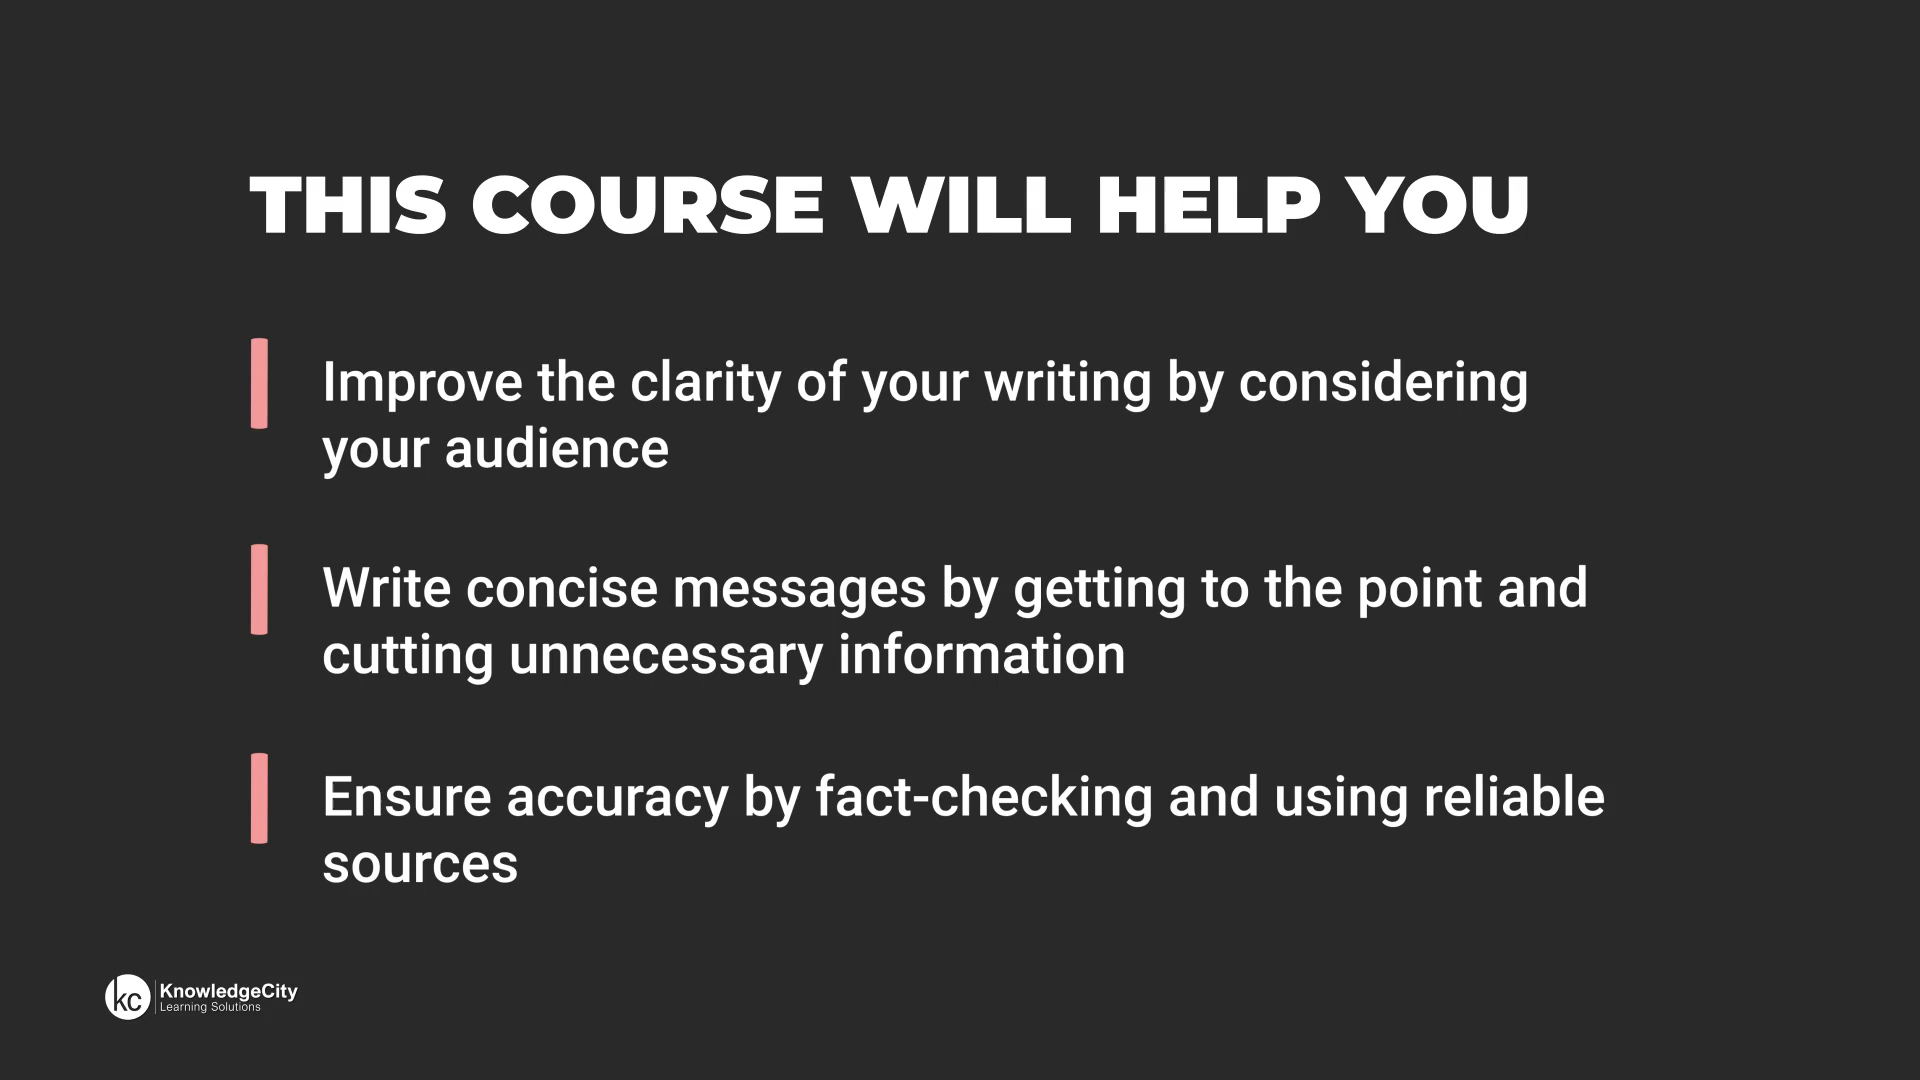 THIS COURSE WILL HELP YOU
Improve the clarity of your writing by considering
your audience
Write concise messages by getting to the point and
cutting unnecessary information
Ensure accuracy by fact-checking and using reliable
sources
kc KnowledgeCity
Learning Solutions